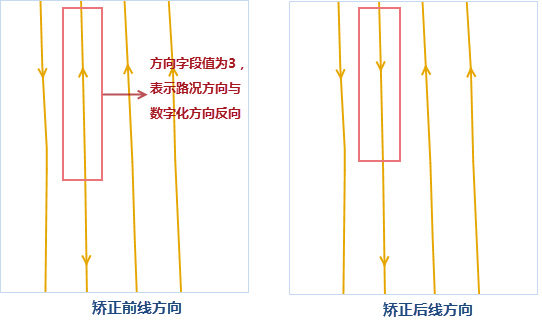 方向字段值为3，
表示路况方向与
数字化方向反向
矫正前线方向
矫正后线方向